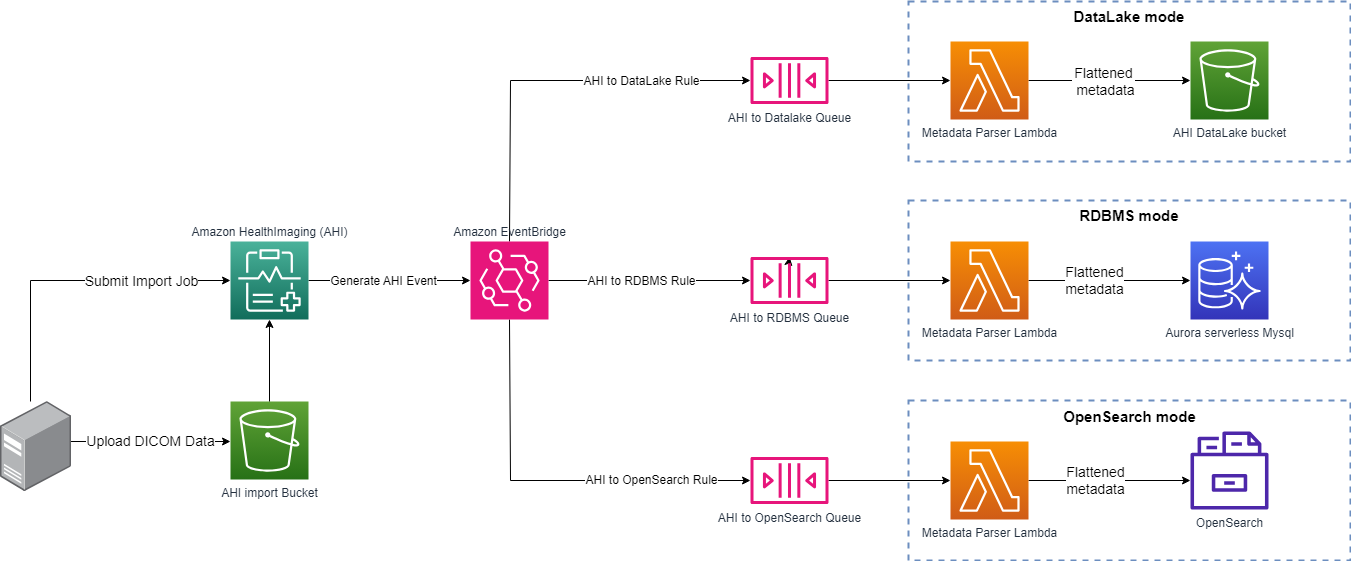 DataLake mode
AHI to DataLake Rule
Flattened
metadata
AHI to Datalake Queue
Metadata Parser Lambda
AHI DataLake bucket
RDBMS mode
Amazon HealthImaging (AHI)
Amazon EventBridge
Submit Import Job
Generate AHI Event
AHI to RDBMS Rule
Flattened
metadata
AHI to RDBMS Queue
Metadata Parser Lambda
Aurora serverless Mysql
OpenSearch mode
Upload DICOM Data
AHI import Bucket
AHI to OpenSearch Rule
Flattened
metadata
AHI to OpenSearch Queue
Metadata Parser Lambda
OpenSearch